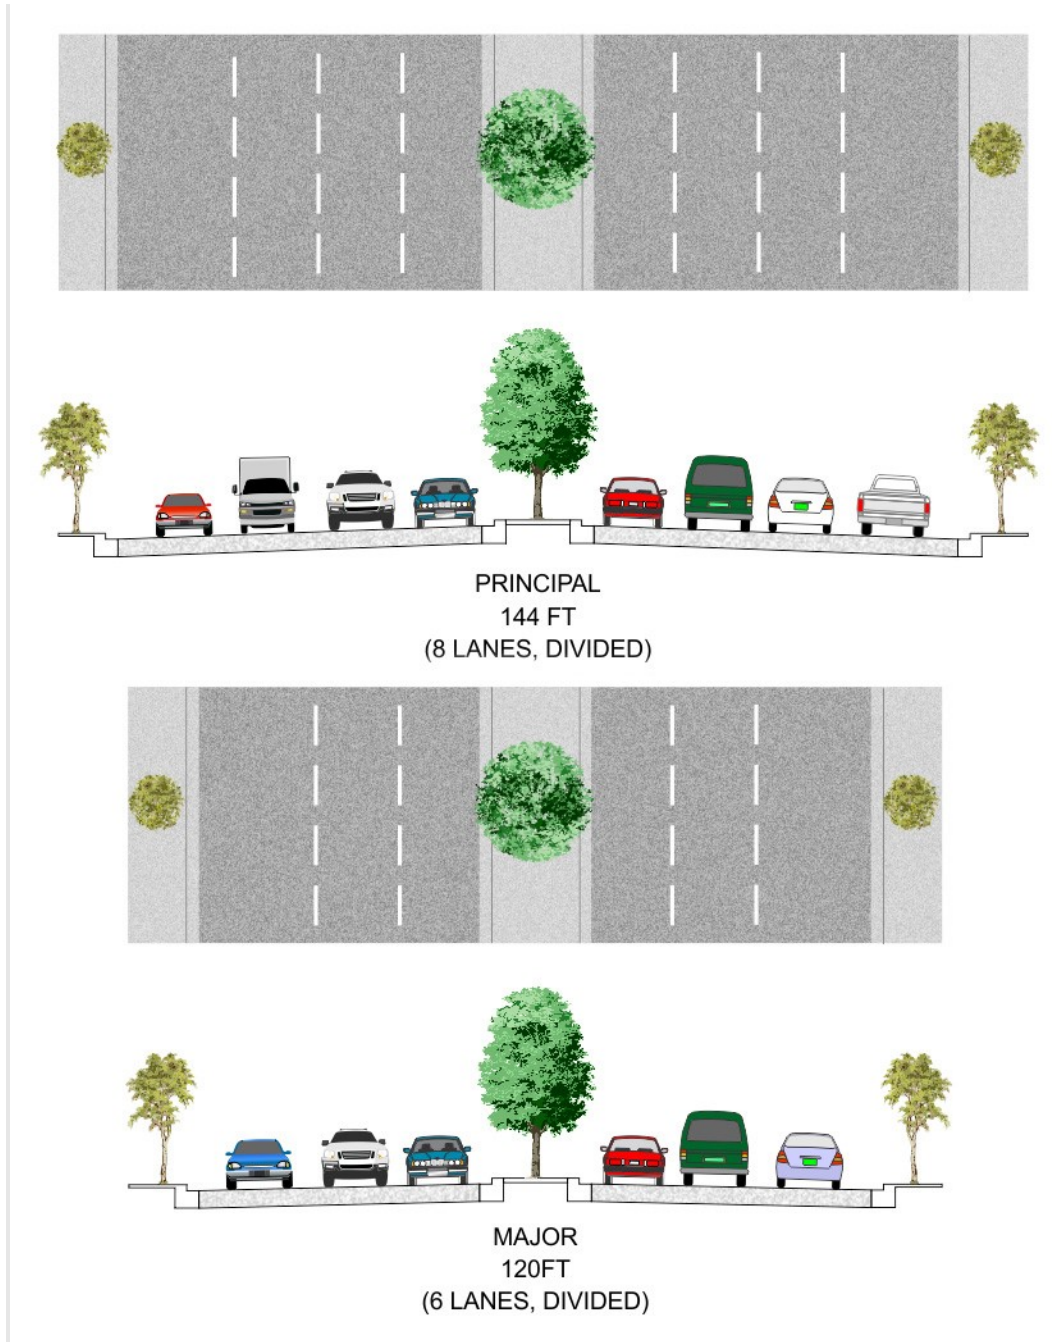 PRINCIPAL
144 FT
(8 LANES, DIVIDED)
MAJOR
120FT
(6 LANES, DIVIDED)